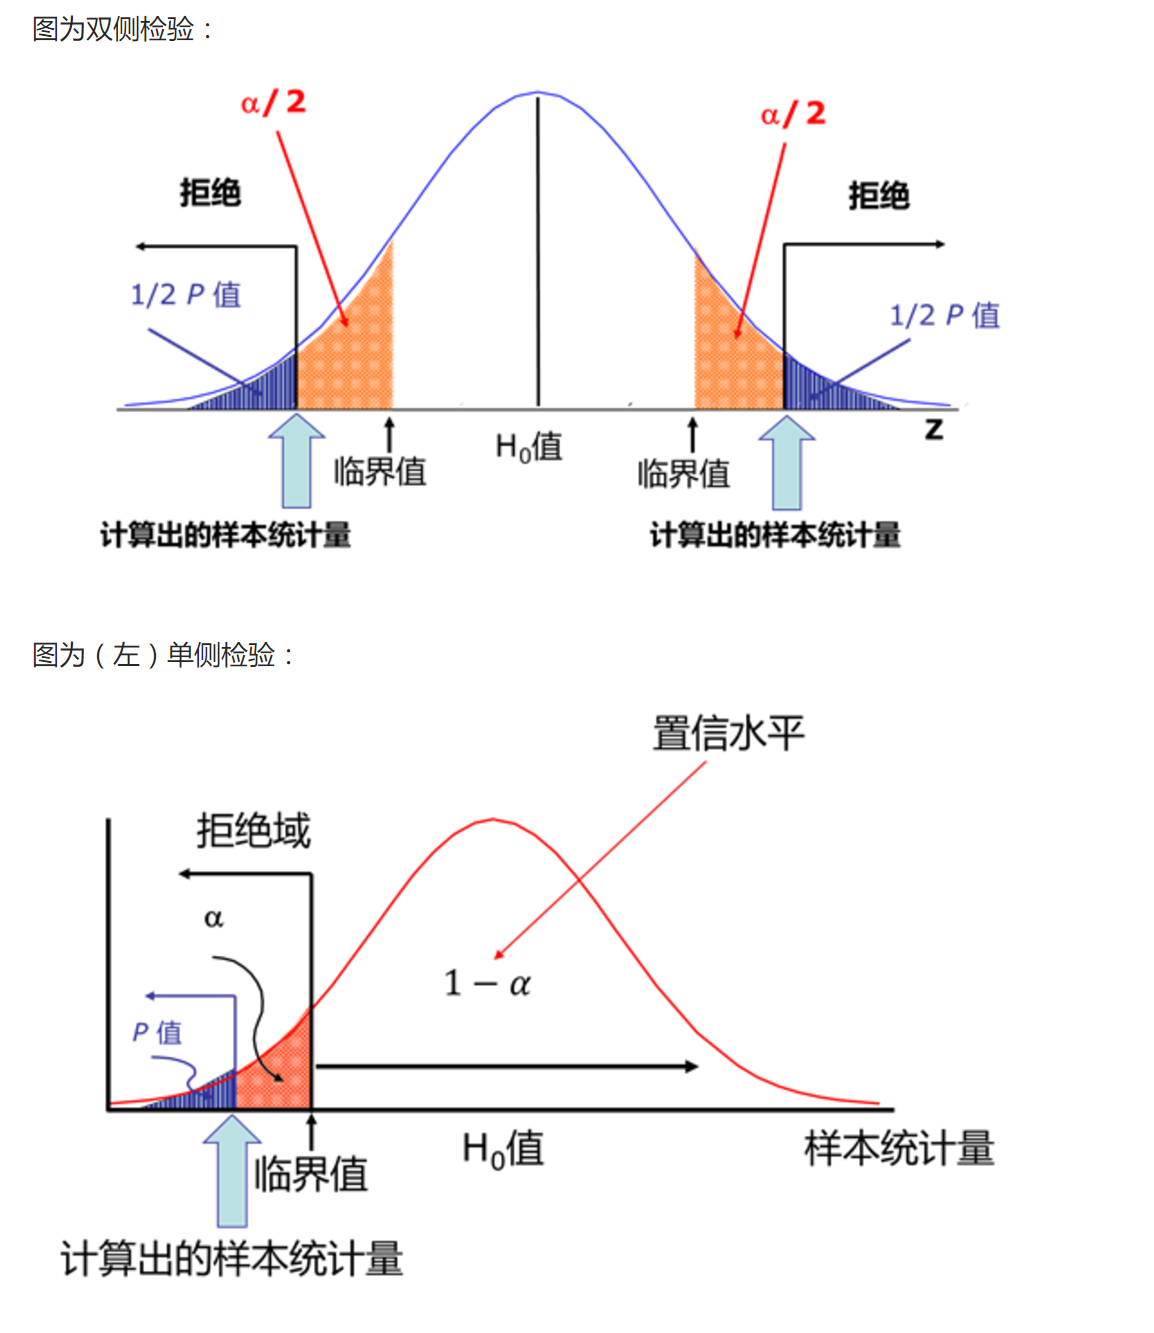 图为双侧检验：
α/2
α/2
拒绝
拒绝
1/2 P 值
1/2 P 值
Z
H₀值
临界值
临界值
计算出的样本统计量
计算出的样本统计量
图为（左）单侧检验：
置信水平
拒绝域
α
1 − α
P 值
H₀值
样本统计量
临界值
计算出的样本统计量